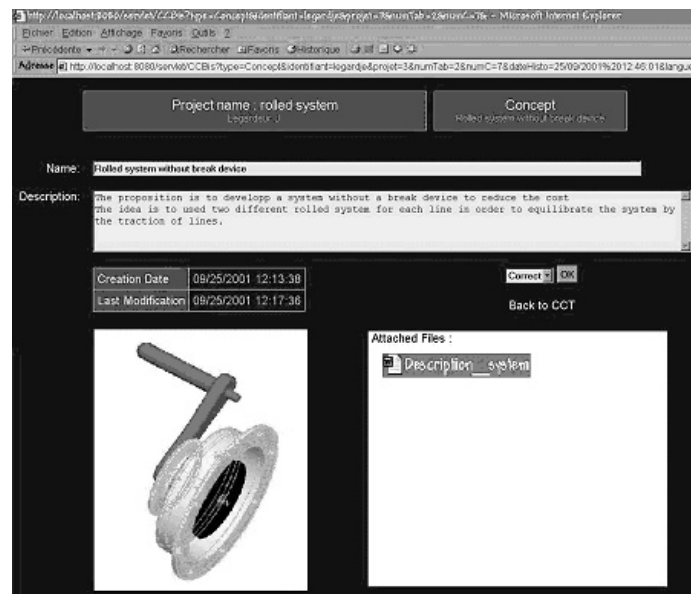 Microsoft Internet Explorer
Fichier Edition Affichage Favoris Outils ?
Précédente Rechercher Favoris Historique
Adresse http://localhost:8080/servlet/CCBis?type=Concept&identifiant=legardje&projet=3&numTab=2&numC=7&dateHisto=25/09/2001%2012:46:01&langue
Project name : rolled system Concept
Legardeur J Rolled system without break device
Name: Rolled system without break device
Description: The proposition is to developp a system without a break device to reduce the cost
The idea is to used two different rolled system for each line in order to equilibrate the system by
the traction of lines.
Creation Date 09/25/2001 12:13:38 Correct OK
Last Modification 09/25/2001 12:17:36 Back to CCT
Attached Files :
Description_system